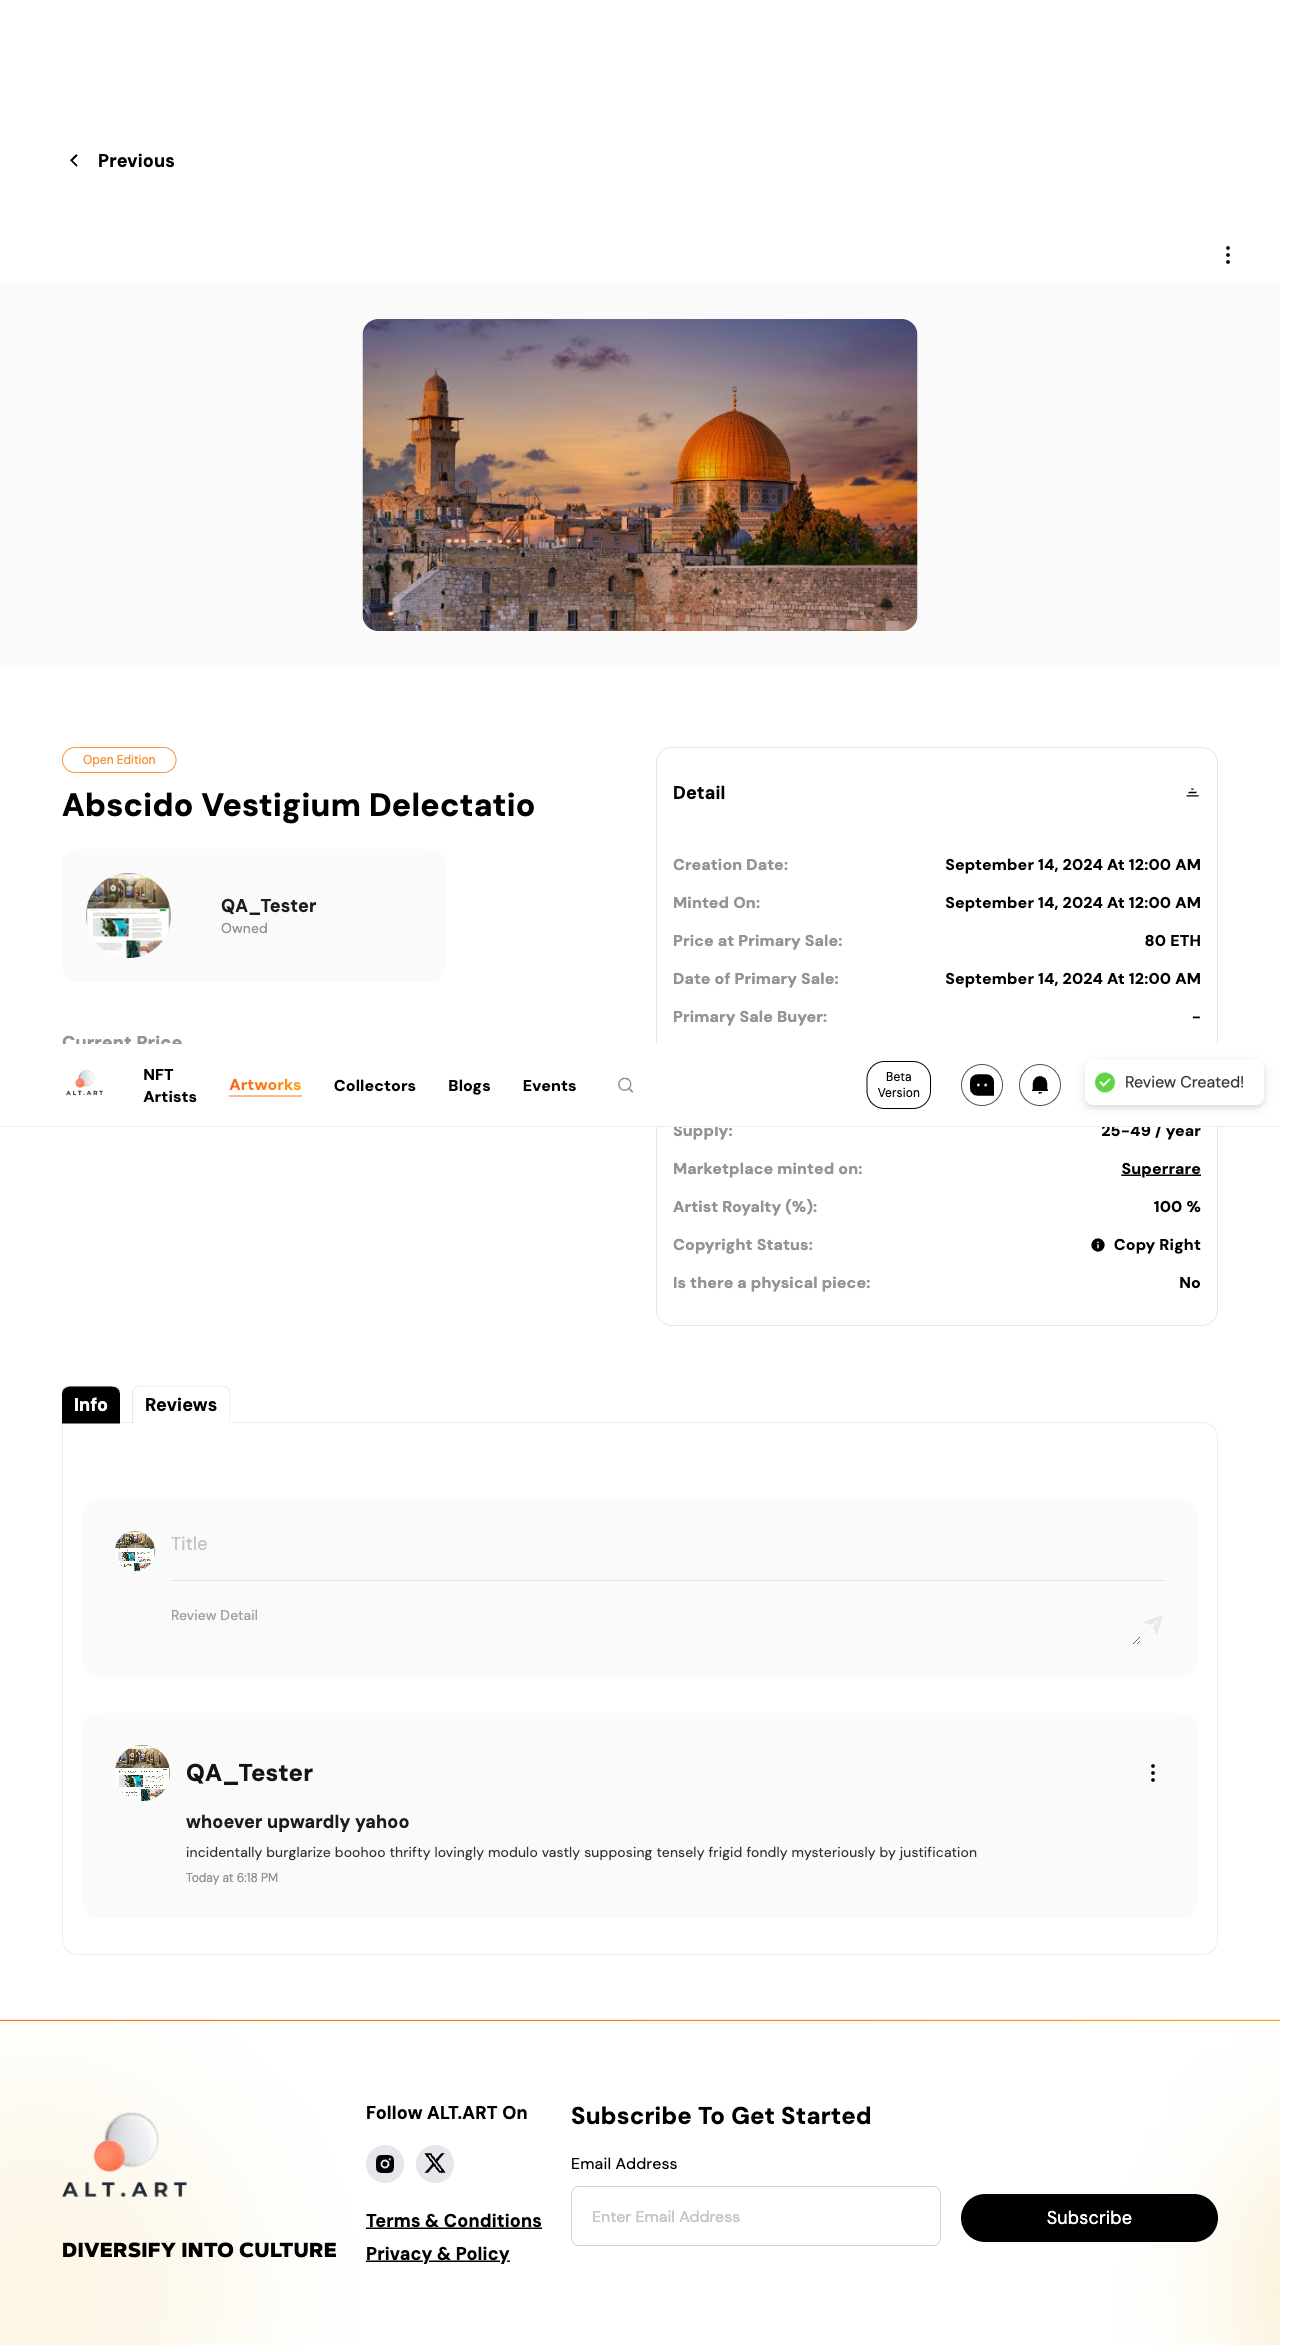 Previous
Open Edition
Abscido Vestigium Delectatio
QA_Tester
Owned
Current Price
Detail
Creation Date: September 14, 2024 At 12:00 AM
Minted On: September 14, 2024 At 12:00 AM
Price at Primary Sale: 80 ETH
Date of Primary Sale: September 14, 2024 At 12:00 AM
Primary Sale Buyer: -
ALT.ART
NFT
Artists
Artworks
Collectors
Blogs
Events
Beta
Version
Review Created!
Supply: 25-49 / year
Marketplace minted on: Superrare
Artist Royalty (%): 100 %
Copyright Status: Copy Right
Is there a physical piece: No
Info
Reviews
Title
Review Detail
QA_Tester
whoever upwardly yahoo
incidentally burglarize boohoo thrifty lovingly modulo vastly supposing tensely frigid fondly mysteriously by justification
Today at 6:18 PM
ALT.ART
DIVERSIFY INTO CULTURE
Follow ALT.ART On
Terms & Conditions
Privacy & Policy
Subscribe To Get Started
Email Address
Enter Email Address
Subscribe